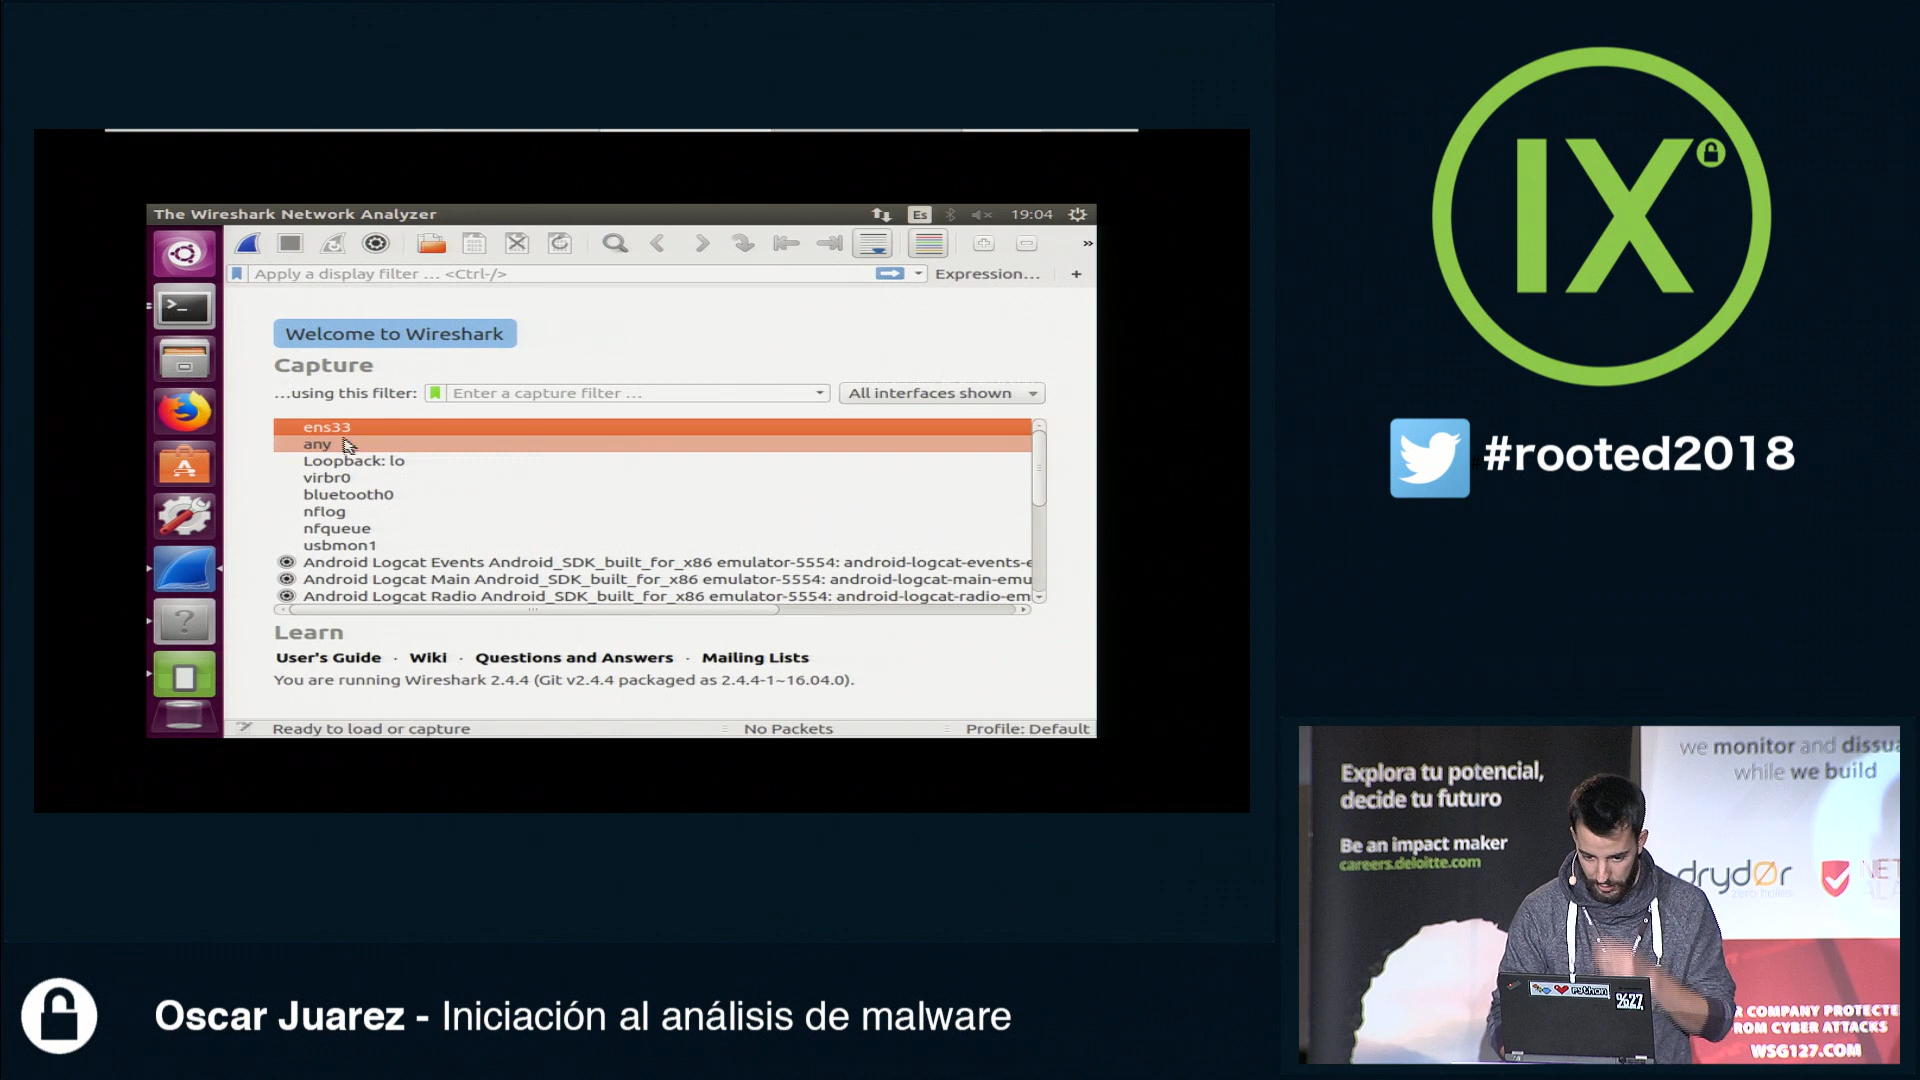 The Wireshark Network Analyzer
Es
19:04
Apply a display filter … <Ctrl-/>
Expression…
+
Welcome to Wireshark
Capture
…using this filter:
Enter a capture filter …
All interfaces shown
ens33
any
Loopback: lo
virbr0
bluetooth0
nflog
nfqueue
usbmon1
Android Logcat Events Android_SDK_built_for_x86 emulator-5554: android-logcat-events-e
Android Logcat Main Android_SDK_built_for_x86 emulator-5554: android-logcat-main-emu
Android Logcat Radio Android_SDK_built_for_x86 emulator-5554: android-logcat-radio-em
Learn
User's Guide · Wiki · Questions and Answers · Mailing Lists
You are running Wireshark 2.4.4 (Git v2.4.4 packaged as 2.4.4-1~16.04.0).
Ready to load or capture
No Packets
Profile: Default
IX
#rooted2018
Explora tu potencial,
decide tu futuro
Be an impact maker
careers.deloitte.com
we monitor and dissua
while we build
drydør
zero holes
NET
python
%27
R COMPANY PROTECTE
ROM CYBER ATTACKS
WSG127.COM
Oscar Juarez - Iniciación al análisis de malware